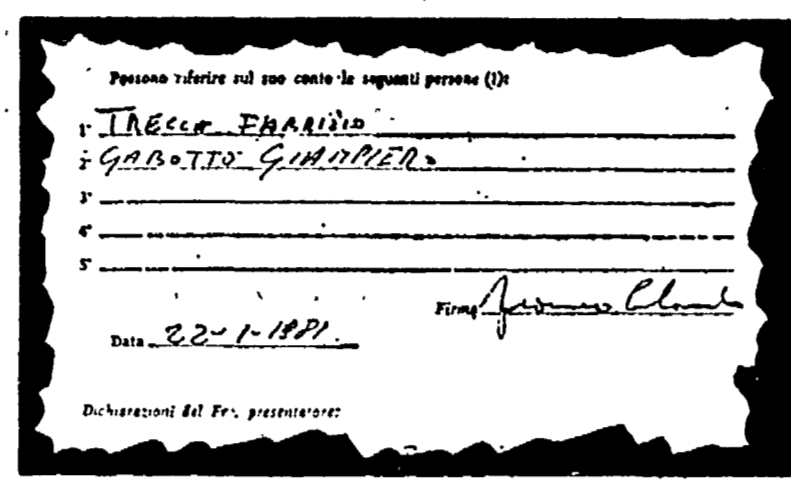 Possono riferire sul suo conto le seguenti persone (1):
1° TRECCA FABRIZIO
2° GABOTTO GIAMPIERO
3°
4°
5°
Firma
Data 22-1-1981.
Dichiarazioni del Fr. presentatore: